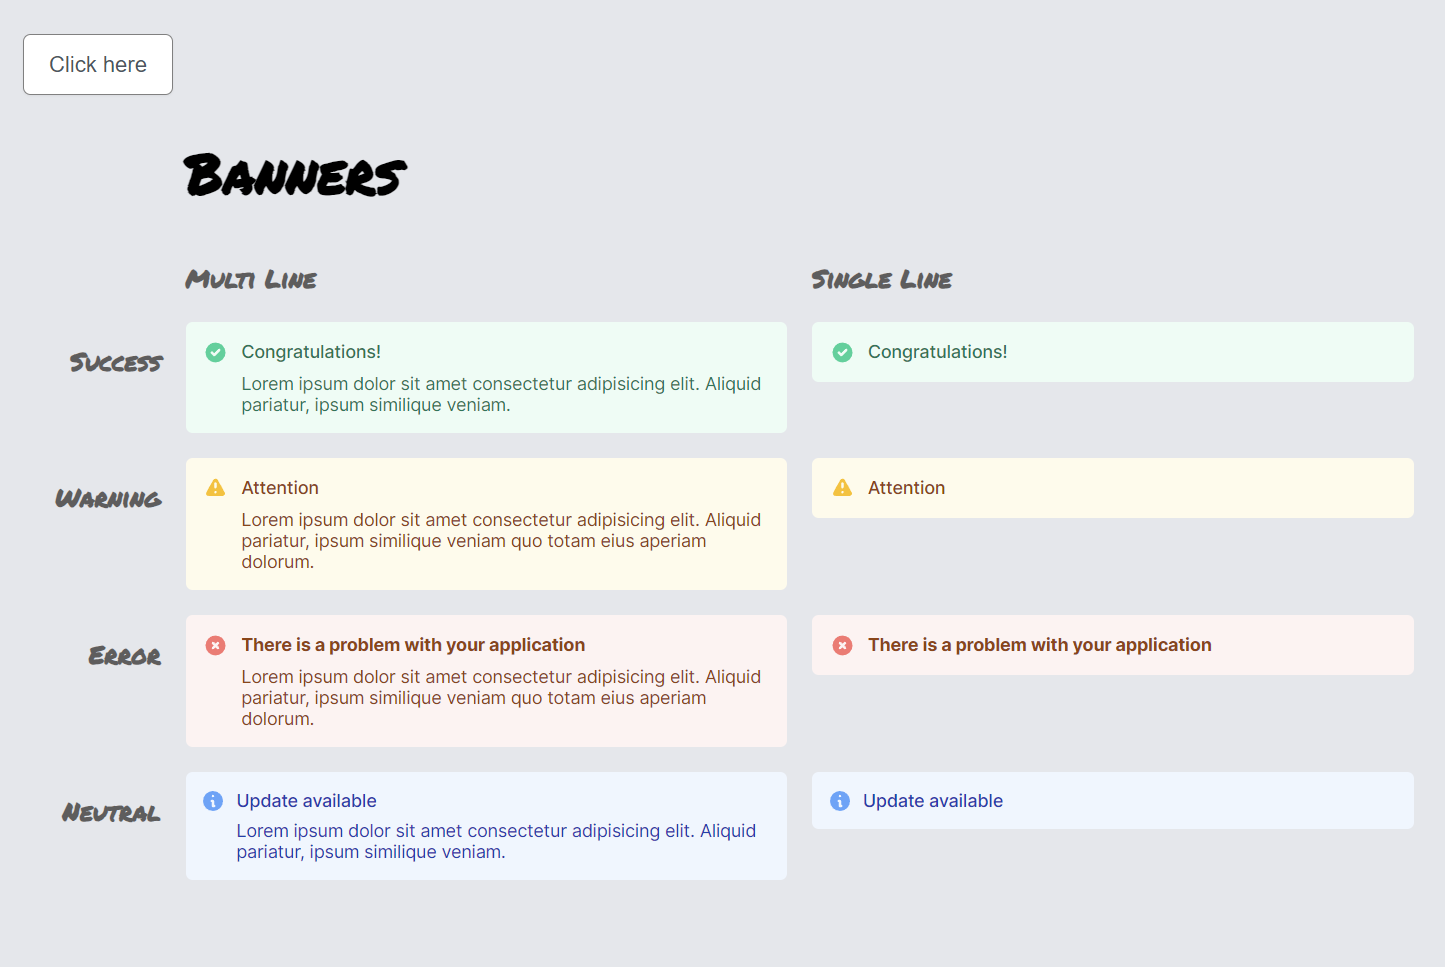 Click here
Banners
Multi Line
Single Line
Success
Congratulations!
Lorem ipsum dolor sit amet consectetur adipisicing elit. Aliquid
pariatur, ipsum similique veniam.
Congratulations!
Warning
Attention
Lorem ipsum dolor sit amet consectetur adipisicing elit. Aliquid
pariatur, ipsum similique veniam quo totam eius aperiam
dolorum.
Attention
Error
There is a problem with your application
Lorem ipsum dolor sit amet consectetur adipisicing elit. Aliquid
pariatur, ipsum similique veniam quo totam eius aperiam
dolorum.
There is a problem with your application
Neutral
Update available
Lorem ipsum dolor sit amet consectetur adipisicing elit. Aliquid
pariatur, ipsum similique veniam.
Update available